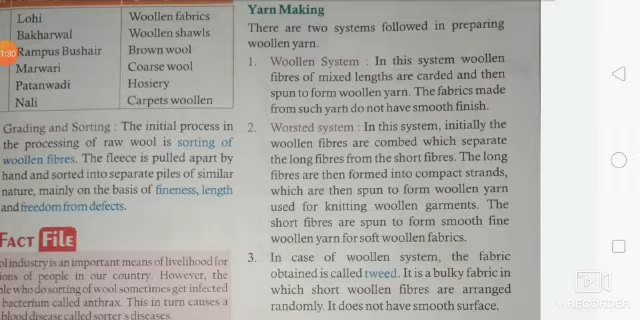 Lohi Woollen fabrics
Bakharwal Woollen shawls
Rampus Bushair Brown wool
Marwari Coarse wool
Patanwadi Hosiery
Nali Carpets woollen
Grading and Sorting : The initial process in
the processing of raw wool is sorting of
woollen fibres. The fleece is pulled apart by
hand and sorted into separate piles of similar
nature, mainly on the basis of fineness, length
and freedom from defects.
FACT File
industry is an important means of livelihood for
of people in our country. However, the
who do sorting of wool sometimes get infected
bacterium called anthrax. This in turn causes a
blood disease called sorter's diseases.
Yarn Making
There are two systems followed in preparing
woollen yarn.
1. Woollen System : In this system woollen
fibres of mixed lengths are carded and then
spun to form woollen yarn. The fabrics made
from such yarn do not have smooth finish.
2. Worsted system : In this system, initially the
woollen fibres are combed which separate
the long fibres from the short fibres. The long
fibres are then formed into compact strands,
which are then spun to form woollen yarn
used for knitting woollen garments. The
short fibres are spun to form smooth fine
woollen yarn for soft woollen fabrics.
3. In case of woollen system, the fabric
obtained is called tweed. It is a bulky fabric in
which short woollen fibres are arranged
randomly. It does not have smooth surface.
1:30
V RECORDER